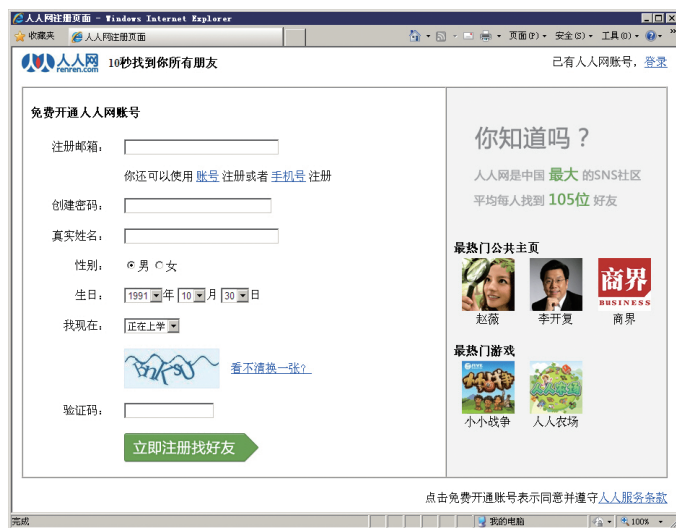 人人网注册页面 - Windows Internet Explorer
收藏夹 人人网注册页面 页面(P) 安全(S) 工具(O)
人人网 renren.com 10秒找到你所有朋友 已有人人网账号，登录
免费开通人人网账号
注册邮箱：
你还可以使用 账号 注册或者 手机号 注册
创建密码：
真实姓名：
性别： 男 女
生日： 1991 年 10 月 30 日
我现在： 正在上学
看不清换一张？
验证码：
立即注册找好友
你知道吗？
人人网是中国 最大 的SNS社区
平均每人找到 105位 好友
最热门公共主页
商界
BUSINESS
赵薇 李开复 商界
最热门游戏
小小战争 人人农场
点击免费开通账号表示同意并遵守人人服务条款
完成 我的电脑 100%